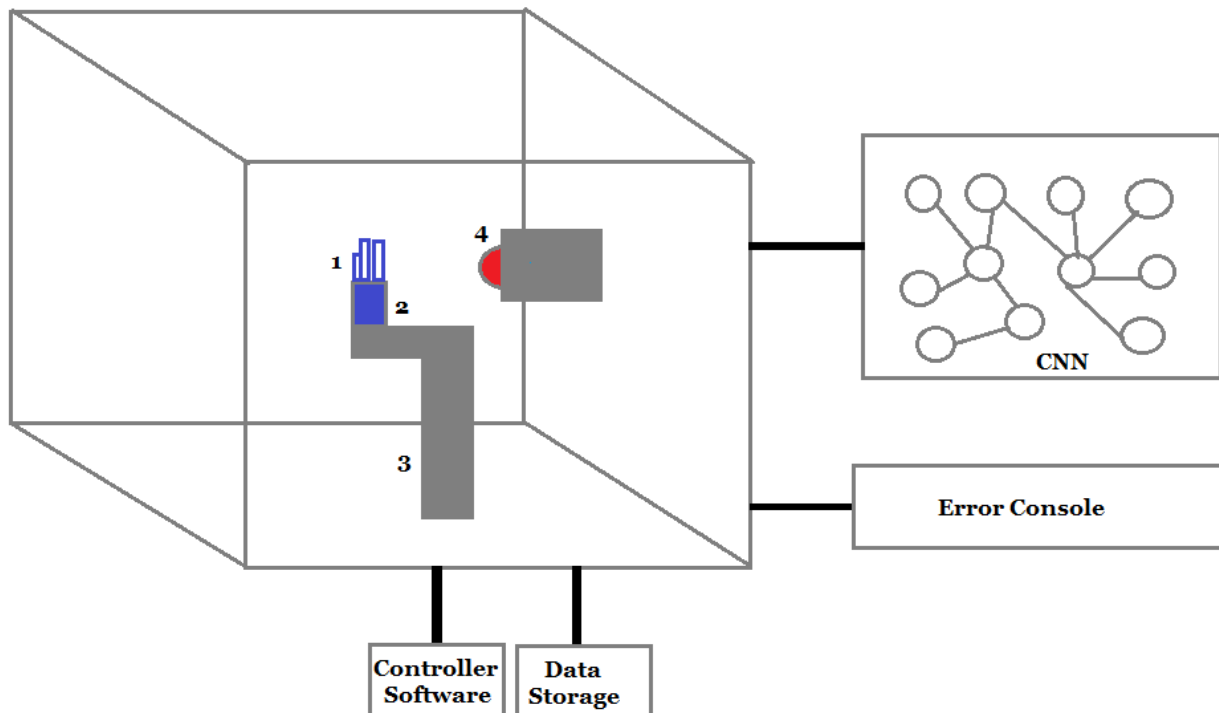 4
1
2
CNN
3
Error Console
Controller
Software
Data
Storage